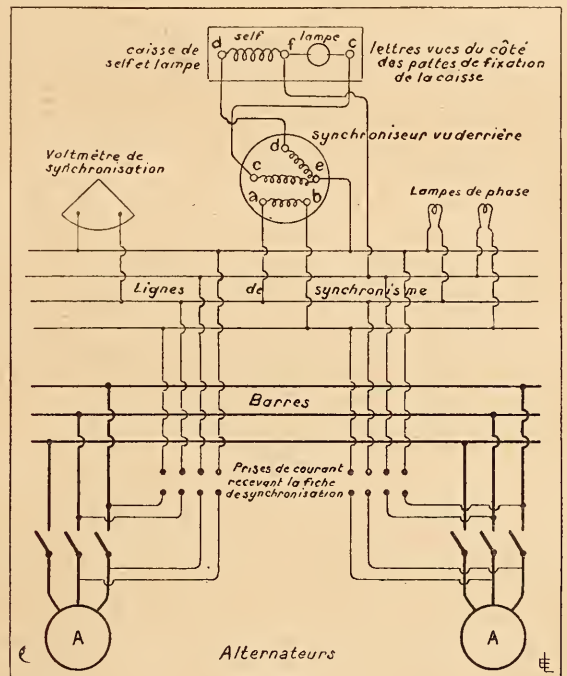 d self f lampe c
caisse de
self et lampe
lettres vues du côté
des pattes de fixation
de la caisse
synchroniseur vu derrière
d
c e
a b
Voltmètre de
synchronisation
Lampes de phase
Lignes de synchronisme
Barres
Prises de courant
recevant la fiche
de synchronisation
A A
Alternateurs